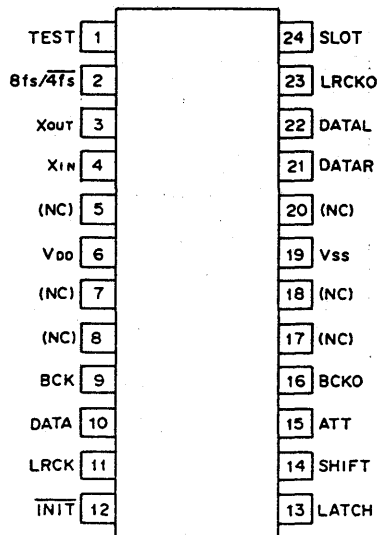 TEST 1 24 SLOT
8fs/4fs 2 23 LRCKO
XOUT 3 22 DATAL
XIN 4 21 DATAR
(NC) 5 20 (NC)
VDD 6 19 Vss
(NC) 7 18 (NC)
(NC) 8 17 (NC)
BCK 9 16 BCKO
DATA 10 15 ATT
LRCK 11 14 SHIFT
INIT 12 13 LATCH